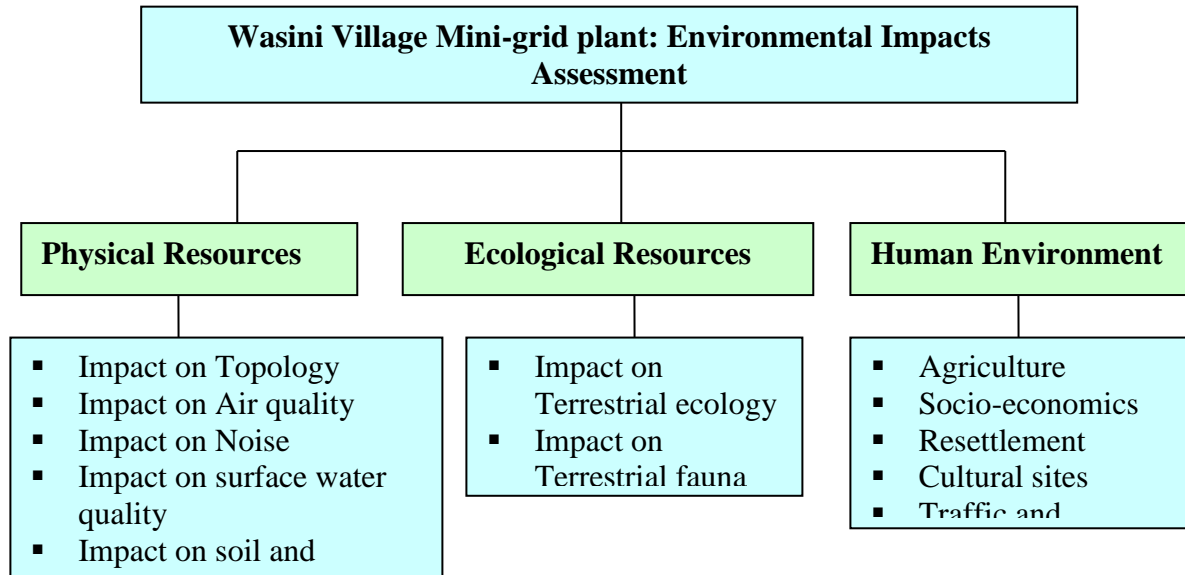 Wasini Village Mini-grid plant: Environmental Impacts
Assessment
Physical Resources
Ecological Resources
Human Environment
▪ Impact on Topology
▪ Impact on Air quality
▪ Impact on Noise
▪ Impact on surface water
quality
▪ Impact on soil and
▪ Impact on
Terrestrial ecology
▪ Impact on
Terrestrial fauna
▪ Agriculture
▪ Socio-economics
▪ Resettlement
▪ Cultural sites
▪ Traffic and